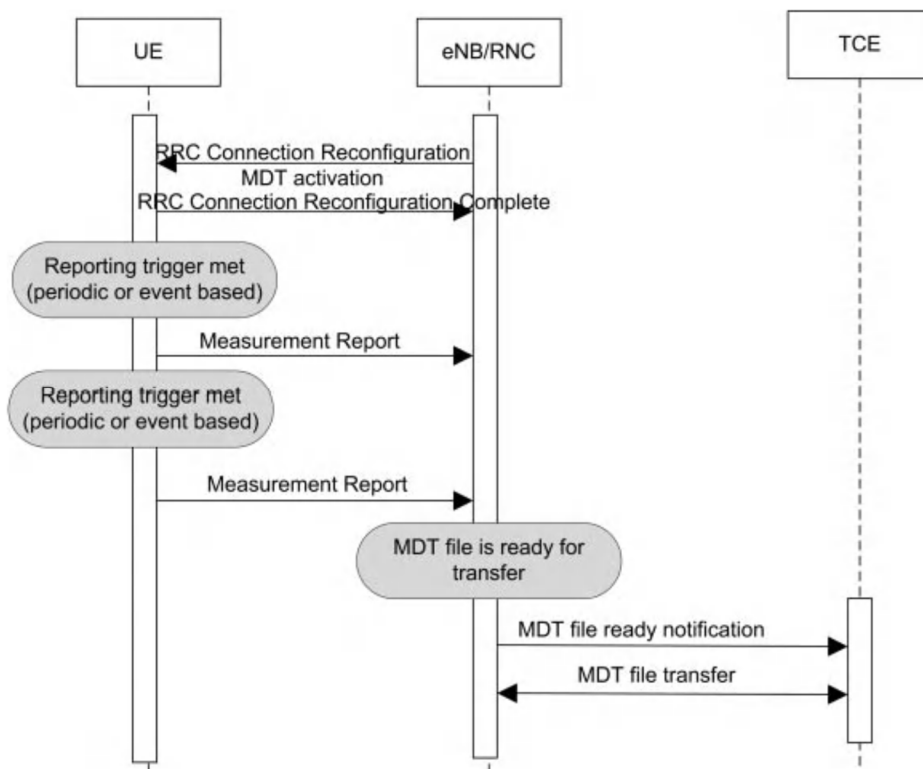 UE
eNB/RNC
TCE
RRC Connection Reconfiguration
MDT activation
RRC Connection Reconfiguration Complete
Reporting trigger met
(periodic or event based)
Measurement Report
Reporting trigger met
(periodic or event based)
Measurement Report
MDT file is ready for
transfer
MDT file ready notification
MDT file transfer